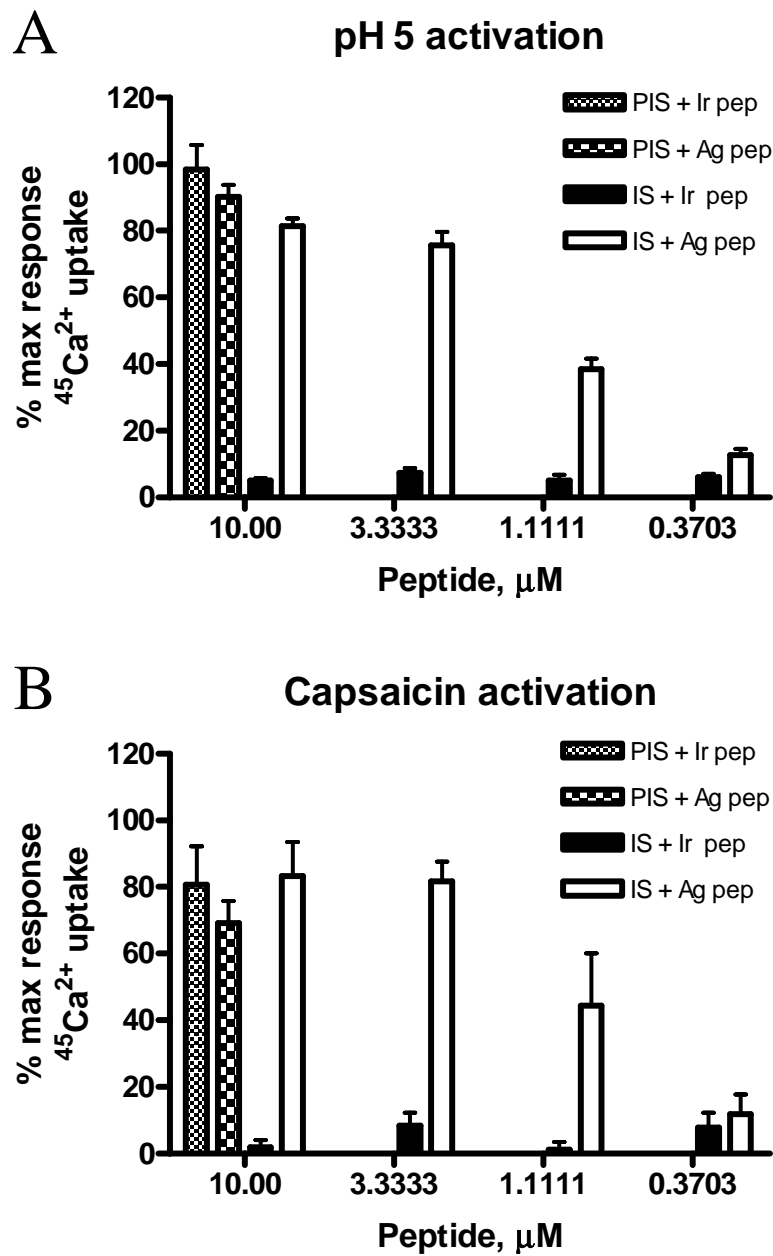 A
pH 5 activation
120
100
80
60
40
20
0
% max response
⁴⁵Ca²⁺ uptake
PIS + Ir pep
PIS + Ag pep
IS + Ir pep
IS + Ag pep
10.00 3.3333 1.1111 0.3703
Peptide, μM
B
Capsaicin activation
120
100
80
60
40
20
0
% max response
⁴⁵Ca²⁺ uptake
PIS + Ir pep
PIS + Ag pep
IS + Ir pep
IS + Ag pep
10.00 3.3333 1.1111 0.3703
Peptide, μM